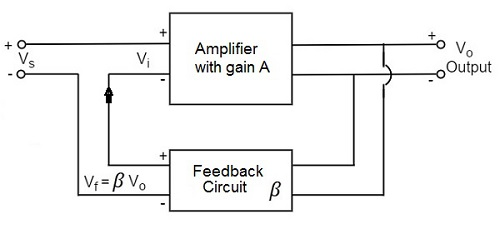 +
-
Vs
+
Vi
-
Amplifier
with gain A
+
Vo
Output
-
+
Vf = β Vo
-
Feedback
Circuit β